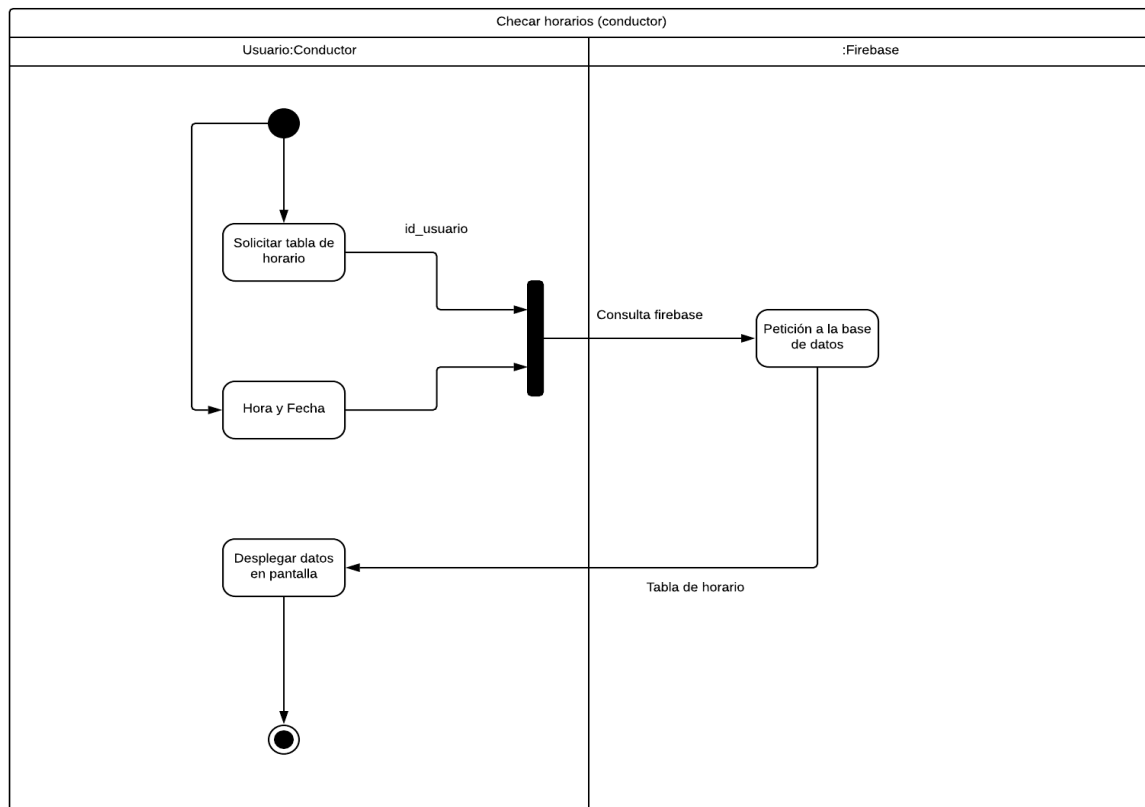 Checar horarios (conductor)
Usuario:Conductor
:Firebase
Solicitar tabla de
horario
id_usuario
Consulta firebase
Petición a la base
de datos
Hora y Fecha
Desplegar datos
en pantalla
Tabla de horario